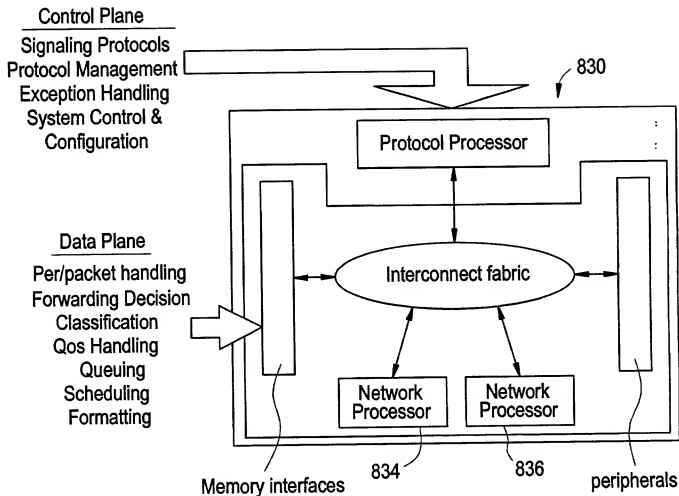 Control Plane
Signaling Protocols
Protocol Management
Exception Handling
System Control &
Configuration
830
Protocol Processor
Data Plane
Per/packet handling
Forwarding Decision
Classification
Qos Handling
Queuing
Scheduling
Formatting
Interconnect fabric
Network
Processor
Network
Processor
834
836
Memory interfaces
peripherals